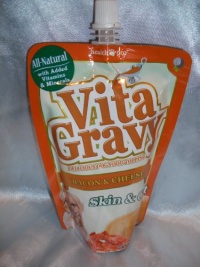 All-Natural
with Added
Vitamins
& Minerals
Vita
Gravy
BACON & CHEESE
Skin &